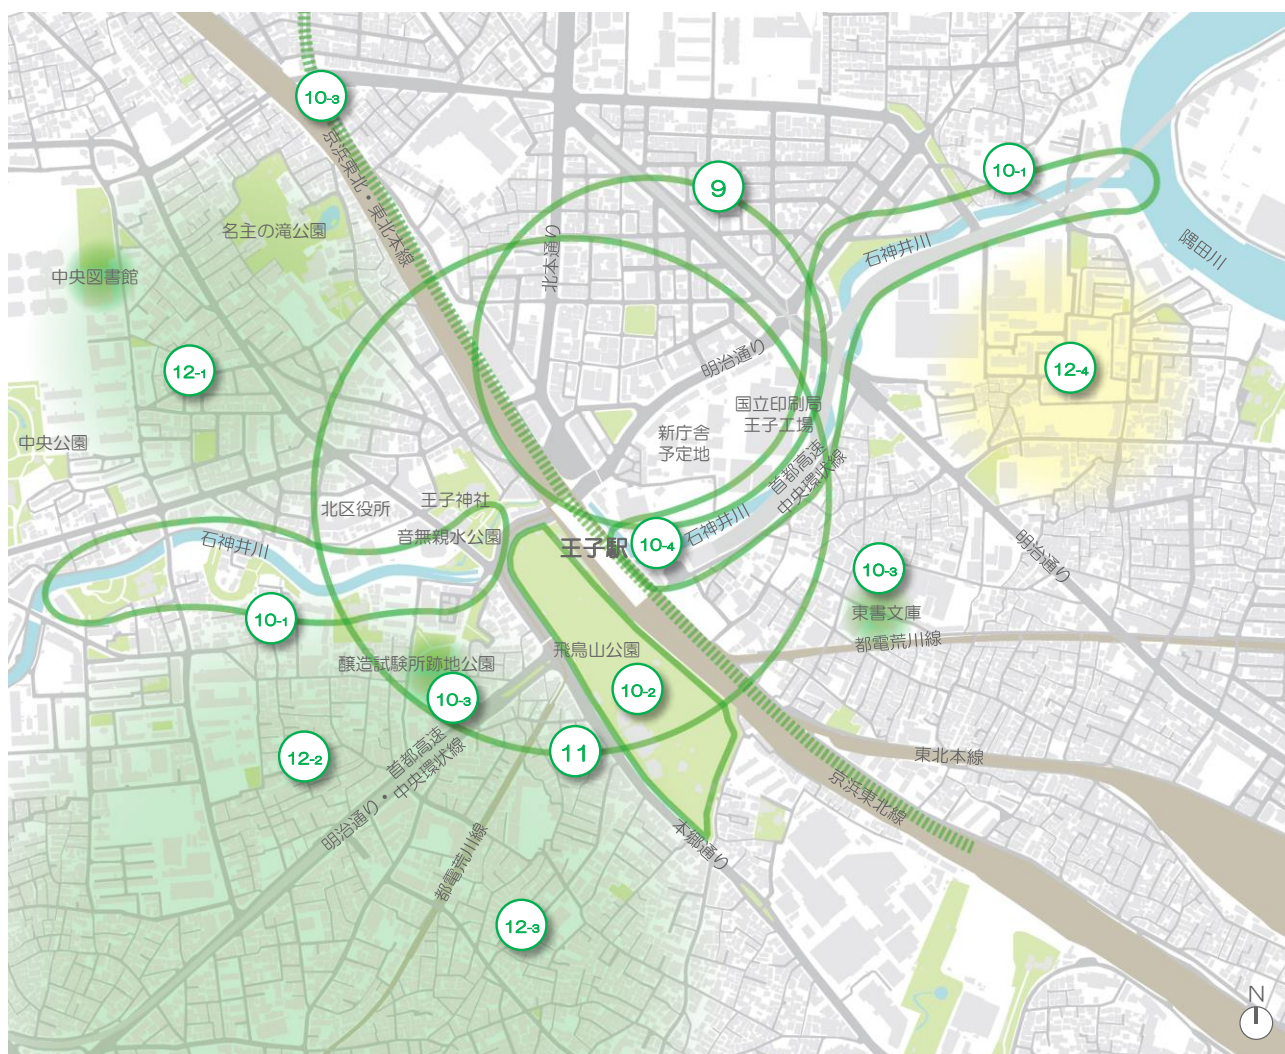 10-3
京浜東北・東北本線
9
10-1
名主の滝公園
北本通り
石神井川
隅田川
中央図書館
12-1
明治通り
12-4
国立印刷局
王子工場
新庁舎
予定地
中央公園
首都高速
中央環状線
北区役所
王子神社
音無親水公園
石神井川
石神井川
王子駅
10-4
明治通り
10-3
東書文庫
都電荒川線
10-1
飛鳥山公園
醸造試験所跡地公園
10-2
10-3
11
12-2
首都高速
明治通り・中央環状線
東北本線
京浜東北線
本郷通り
都電荒川線
12-3
N